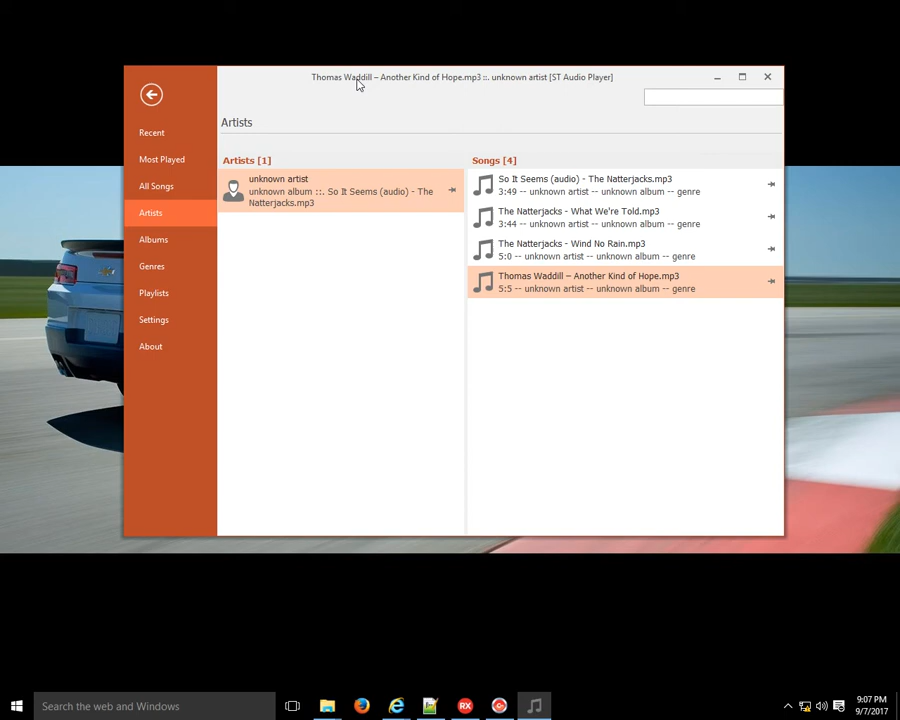 Thomas Waddill – Another Kind of Hope.mp3 ::. unknown artist [ST Audio Player]
Artists
Recent
Most Played
All Songs
Artists
Albums
Genres
Playlists
Settings
About
Artists [1]
unknown artist
unknown album ::. So It Seems (audio) - The
Natterjacks.mp3
Songs [4]
So It Seems (audio) - The Natterjacks.mp3
3:49 -- unknown artist -- unknown album -- genre
The Natterjacks - What We're Told.mp3
3:44 -- unknown artist -- unknown album -- genre
The Natterjacks - Wind No Rain.mp3
5:0 -- unknown artist -- unknown album -- genre
Thomas Waddill – Another Kind of Hope.mp3
5:5 -- unknown artist -- unknown album -- genre
Search the web and Windows
RX
9:07 PM
9/7/2017